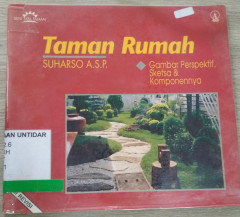 Taman Rumah
SUHARSO A.S.P.
Gambar Perspektif,
Sketsa &
Komponennya
AN UNTIDAR